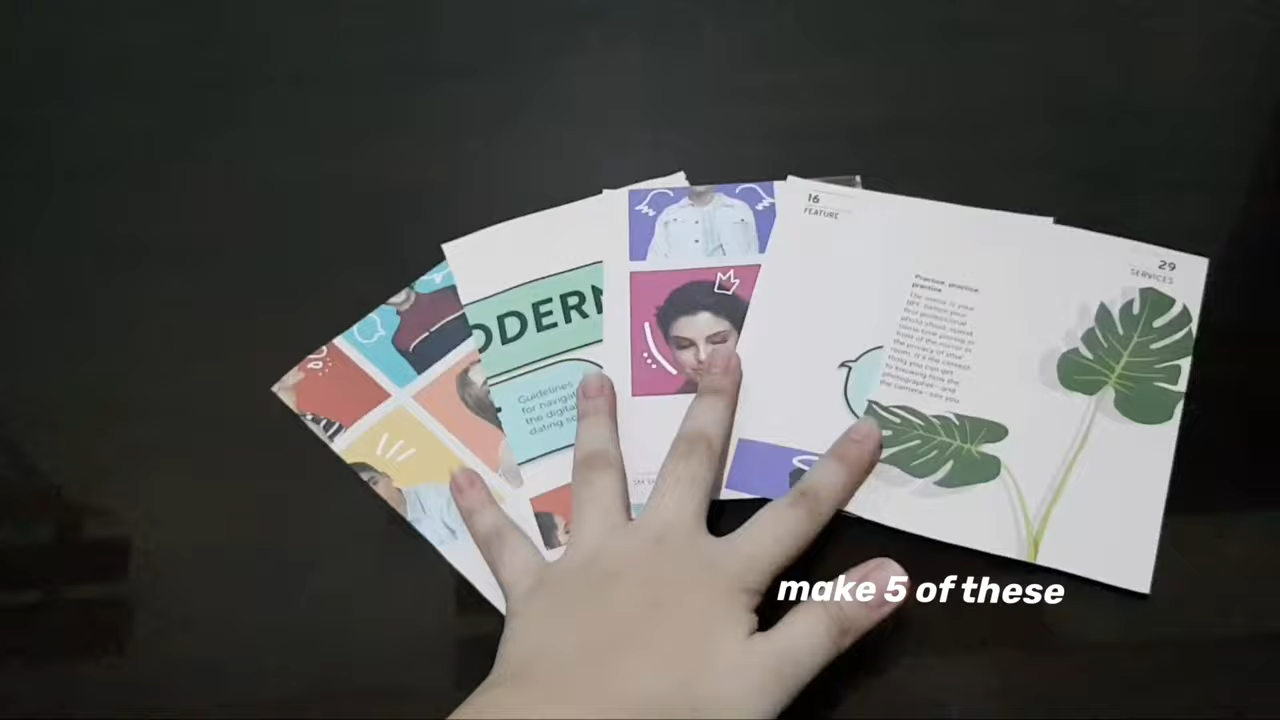 ODERN
Guidelines
for navigat
the digital
dating sc
16
FEATURE
Practice, practice,
practice
The mirror is your
BFF. Before your
first professional
photo shoot, spend
some time posing in
front of the mirror in
the privacy of your
room. It's the closest
thing you can get
to knowing how the
photographer—and
the camera—see you
29
SERVICES
make 5 of these